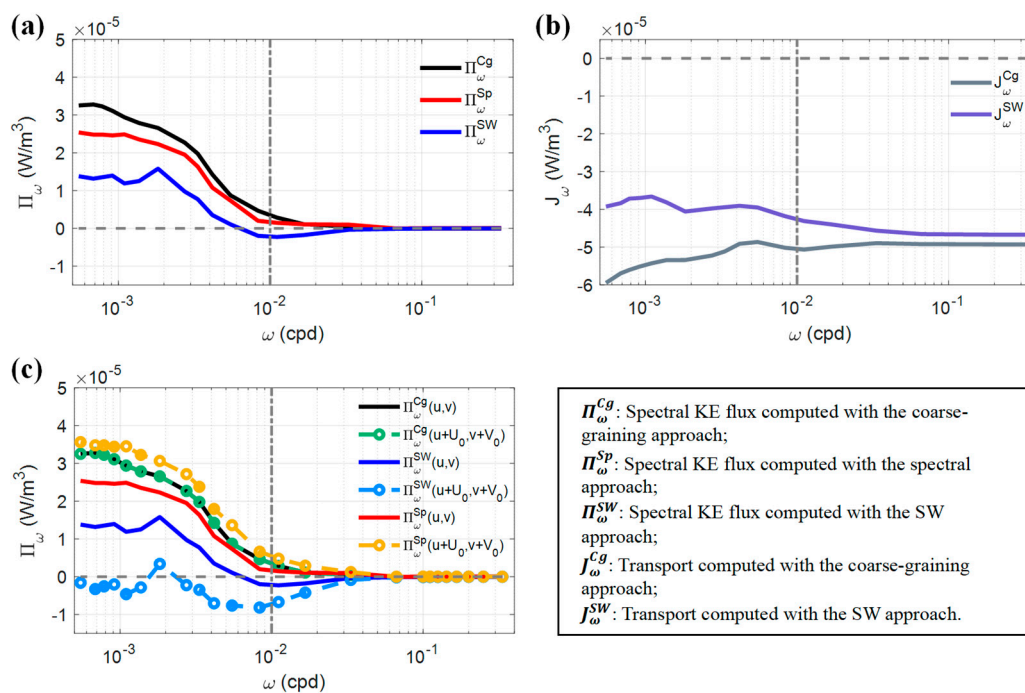 (a)
×10⁻⁵
5
4
3
2
1
0
-1
Π_ω (W/m³)
Π_ω^Cg
Π_ω^Sp
Π_ω^SW
10⁻³
10⁻²
10⁻¹
ω (cpd)
(b)
×10⁻⁵
0
-1
-2
-3
-4
-5
-6
J_ω (W/m³)
J_ω^Cg
J_ω^SW
10⁻³
10⁻²
10⁻¹
ω (cpd)
(c)
×10⁻⁵
5
4
3
2
1
0
-1
Π_ω (W/m³)
Π_ω^Cg(u,v)
Π_ω^Cg(u+U₀,v+V₀)
Π_ω^SW(u,v)
Π_ω^SW(u+U₀,v+V₀)
Π_ω^Sp(u,v)
Π_ω^Sp(u+U₀,v+V₀)
10⁻³
10⁻²
10⁻¹
ω (cpd)
Π_ω^Cg: Spectral KE flux computed with the coarse-
graining approach;
Π_ω^Sp: Spectral KE flux computed with the spectral
approach;
Π_ω^SW: Spectral KE flux computed with the SW
approach;
J_ω^Cg: Transport computed with the coarse-graining
approach;
J_ω^SW: Transport computed with the SW approach.